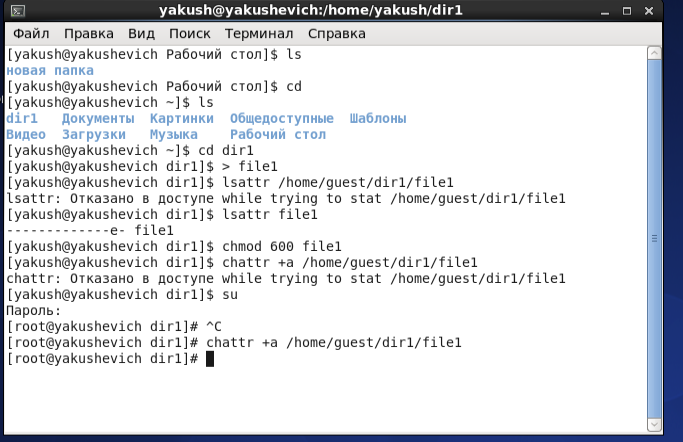 yakush@yakushevich:/home/yakush/dir1
Файл Правка Вид Поиск Терминал Справка
[yakush@yakushevich Рабочий стол]$ ls
новая папка
[yakush@yakushevich Рабочий стол]$ cd
[yakush@yakushevich ~]$ ls
dir1   Документы  Картинки  Общедоступные  Шаблоны
Видео  Загрузки   Музыка    Рабочий стол
[yakush@yakushevich ~]$ cd dir1
[yakush@yakushevich dir1]$ > file1
[yakush@yakushevich dir1]$ lsattr /home/guest/dir1/file1
lsattr: Отказано в доступе while trying to stat /home/guest/dir1/file1
[yakush@yakushevich dir1]$ lsattr file1
-------------e- file1
[yakush@yakushevich dir1]$ chmod 600 file1
[yakush@yakushevich dir1]$ chattr +a /home/guest/dir1/file1
chattr: Отказано в доступе while trying to stat /home/guest/dir1/file1
[yakush@yakushevich dir1]$ su
Пароль:
[root@yakushevich dir1]# ^C
[root@yakushevich dir1]# chattr +a /home/guest/dir1/file1
[root@yakushevich dir1]#